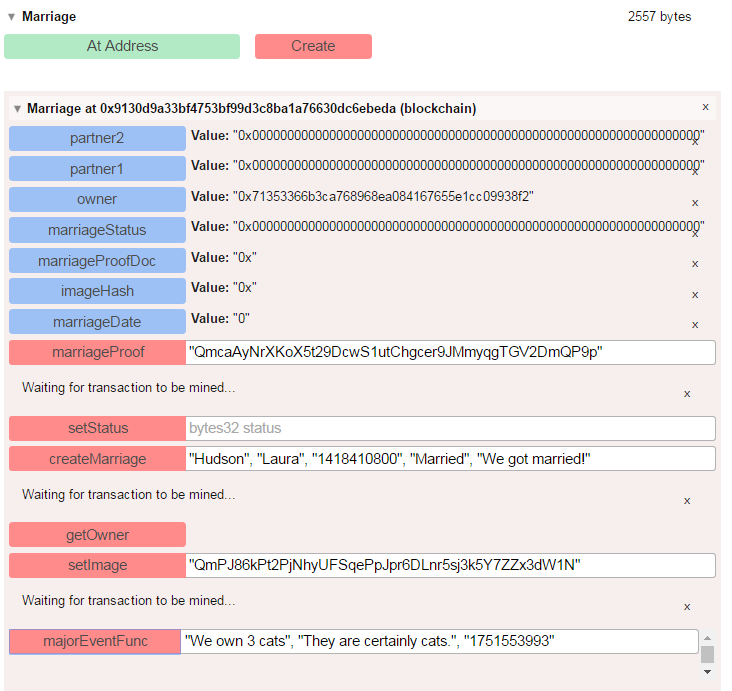 Marriage 2557 bytes
At Address Create
Marriage at 0x9130d9a33bf4753bf99d3c8ba1a76630dc6ebeda (blockchain) x
partner2 Value: "0x0000000000000000000000000000000000000000000000000000000000000000" x
partner1 Value: "0x0000000000000000000000000000000000000000000000000000000000000000" x
owner Value: "0x71353366b3ca768968ea084167655e1cc09938f2" x
marriageStatus Value: "0x0000000000000000000000000000000000000000000000000000000000000000" x
marriageProofDoc Value: "0x" x
imageHash Value: "0x" x
marriageDate Value: "0" x
marriageProof "QmcaAyNrXKoX5t29DcwS1utChgcer9JMmyqgTGV2DmQP9p"
Waiting for transaction to be mined... x
setStatus bytes32 status
createMarriage "Hudson", "Laura", "1418410800", "Married", "We got married!"
Waiting for transaction to be mined... x
getOwner
setImage "QmPJ86kPt2PjNhyUFSqePpJpr6DLnr5sj3k5Y7ZZx3dW1N"
Waiting for transaction to be mined... x
majorEventFunc "We own 3 cats", "They are certainly cats.", "1751553993"